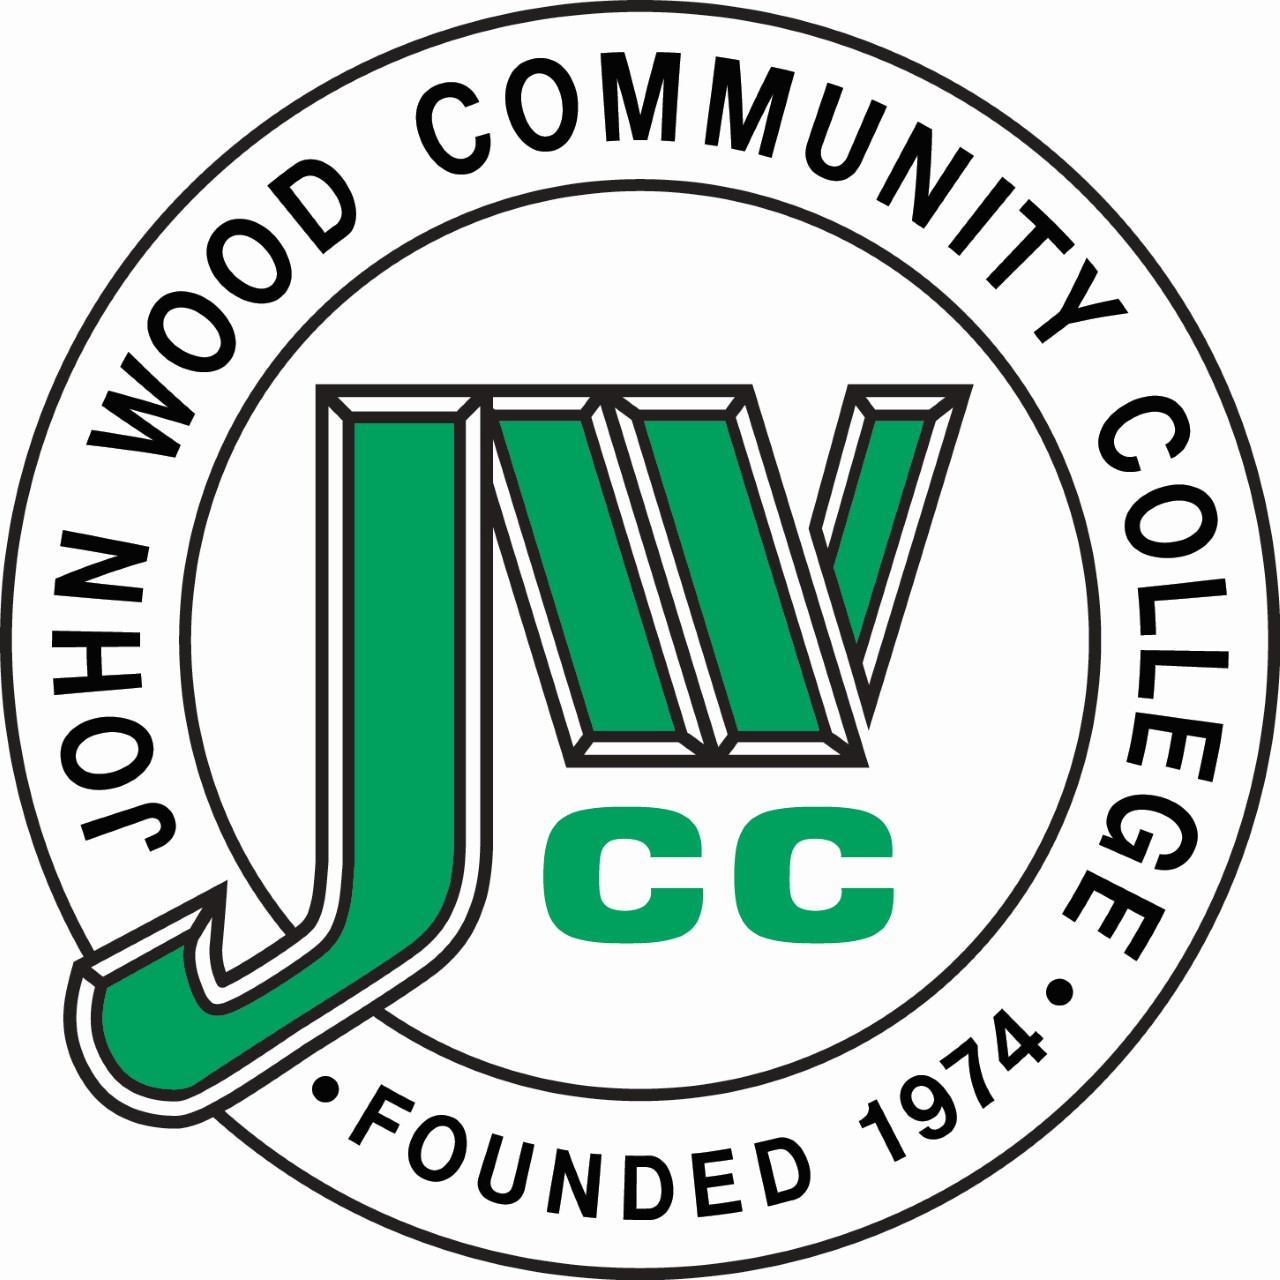 JOHN WOOD COMMUNITY COLLEGE
JW
CC
• FOUNDED 1974 •